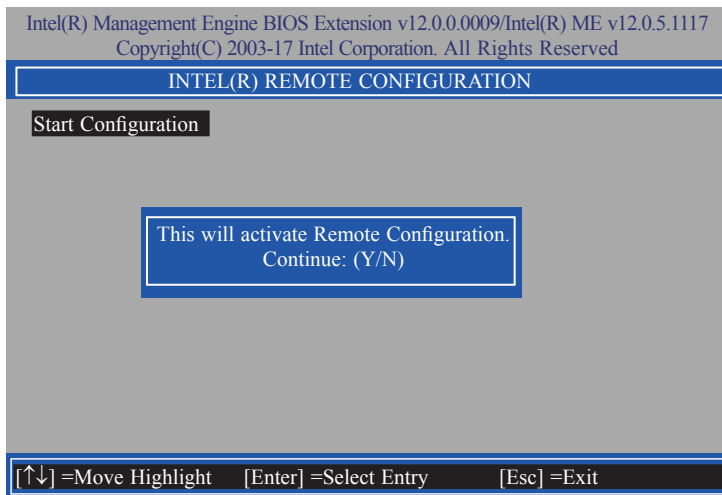 Intel(R) Management Engine BIOS Extension v12.0.0.0009/Intel(R) ME v12.0.5.1117
Copyright(C) 2003-17 Intel Corporation. All Rights Reserved
INTEL(R) REMOTE CONFIGURATION
Start Configuration
This will activate Remote Configuration.
Continue: (Y/N)
[↑↓] =Move Highlight [Enter] =Select Entry [Esc] =Exit